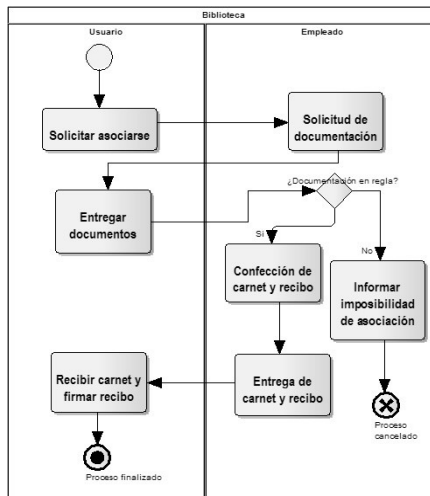 Biblioteca
Usuario
Empleado
Solicitar asociarse
Solicitud de
documentación
¿Documentación en regla?
Entregar
documentos
Si
No
Confección de
carnet y recibo
Informar
imposibilidad
de asociación
Recibir carnet y
firmar recibo
Entrega de
carnet y recibo
Proceso
cancelado
Proceso finalizado